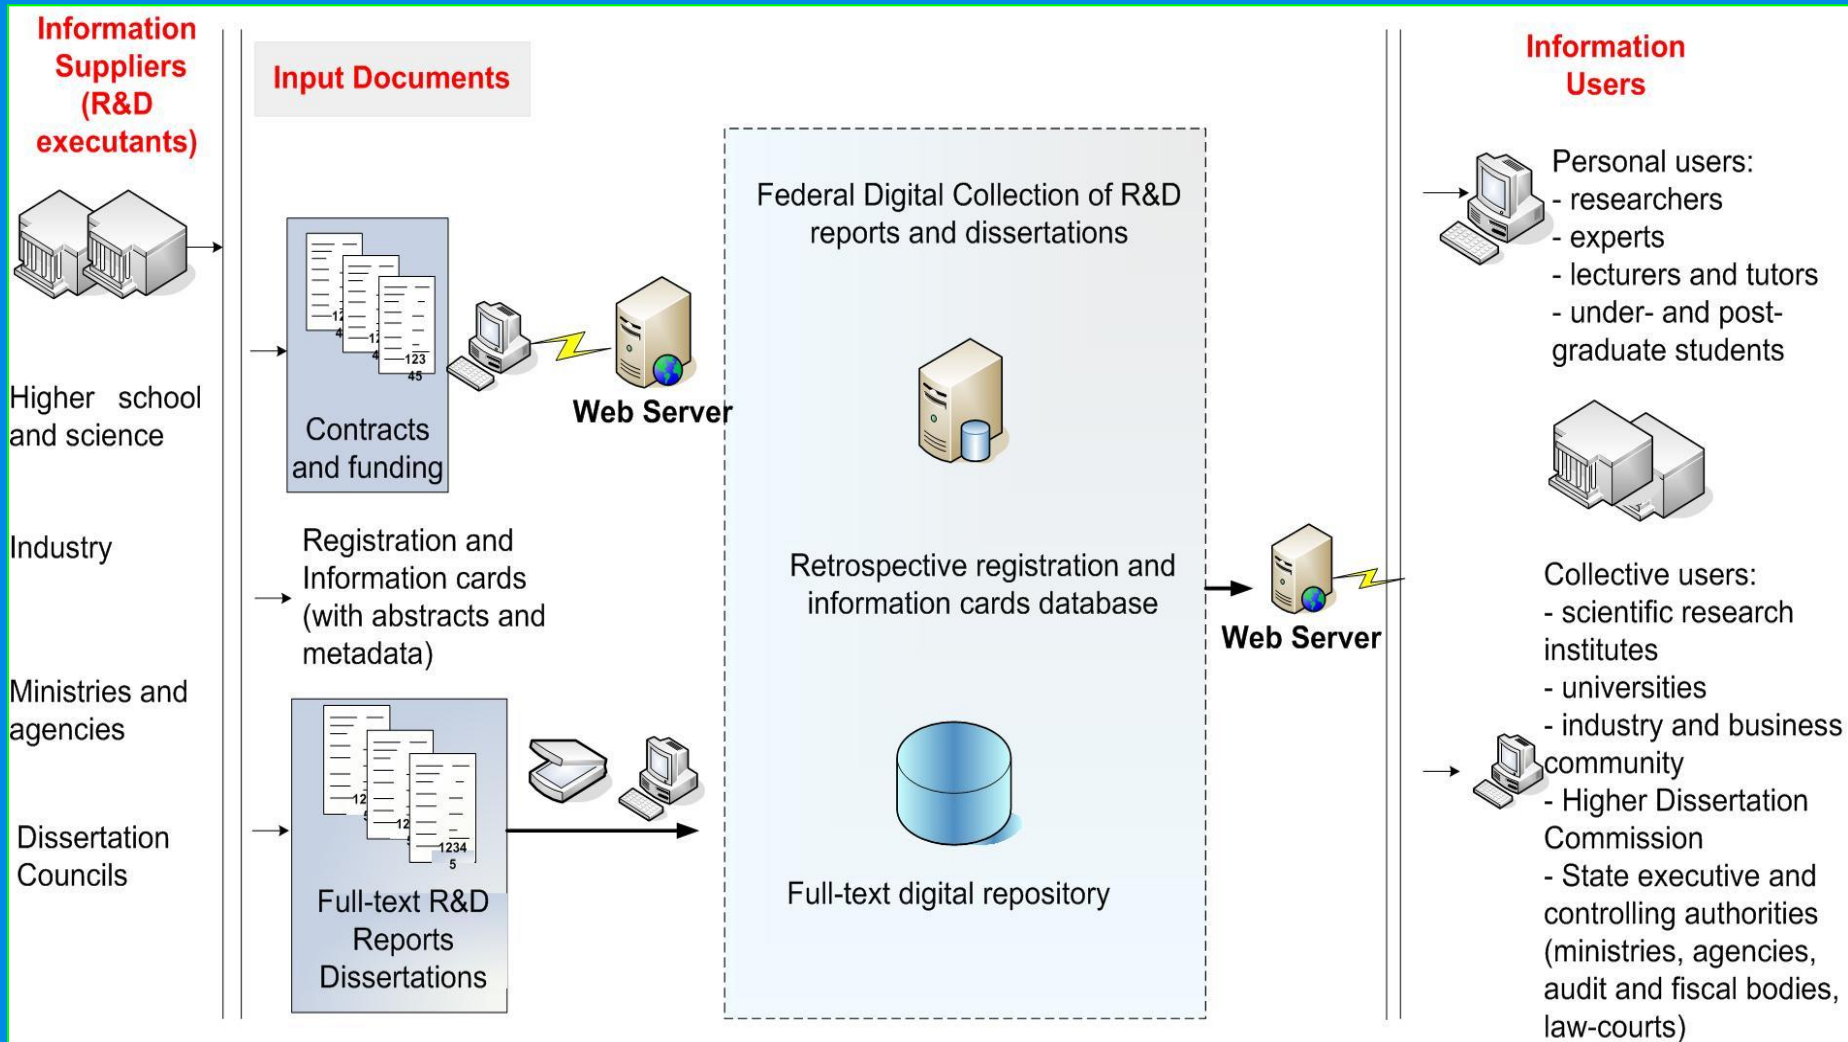 Information
Suppliers
(R&D
executants)
Higher school
and science
Industry
Ministries and
agencies
Dissertation
Councils
Input Documents
123
45
Contracts
and funding
Web Server
Registration and
Information cards
(with abstracts and
metadata)
1234
5
Full-text R&D
Reports
Dissertations
Federal Digital Collection of R&D
reports and dissertations
Retrospective registration and
information cards database
Full-text digital repository
Web Server
Information
Users
Personal users:
- researchers
- experts
- lecturers and tutors
- under- and post-
graduate students
Collective users:
- scientific research
institutes
- universities
- industry and business
community
- Higher Dissertation
Commission
- State executive and
controlling authorities
(ministries, agencies,
audit and fiscal bodies,
law-courts)